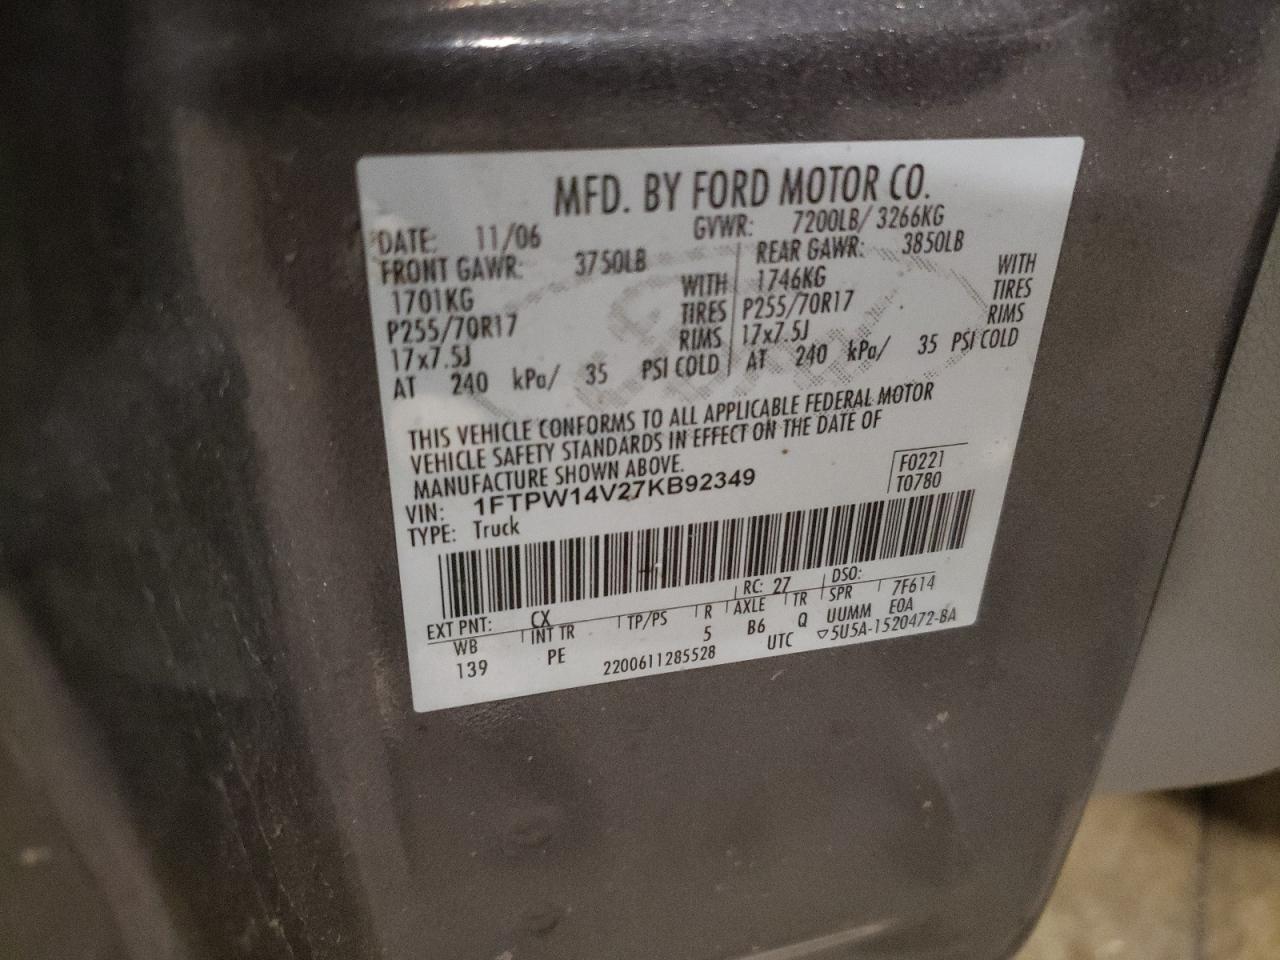 MFD. BY FORD MOTOR CO.
DATE: 11/06 GVWR: 7200LB/ 3266KG
FRONT GAWR: 3750LB REAR GAWR: 3850LB
1701KG WITH 1746KG WITH
P255/70R17 TIRES P255/70R17 TIRES
17x7.5J RIMS 17x7.5J RIMS
AT 240 kPa/ 35 PSI COLD AT 240 kPa/ 35 PSI COLD
THIS VEHICLE CONFORMS TO ALL APPLICABLE FEDERAL MOTOR
VEHICLE SAFETY STANDARDS IN EFFECT ON THE DATE OF
MANUFACTURE SHOWN ABOVE.
VIN: 1FTPW14V27KB92349 F0221
TYPE: Truck T0780
EXT PNT: CX RC: 27 DSO:
WB INT TR TP/PS R AXLE TR SPR 7F614
139 PE 5 B6 Q UUMM E0A
2200611285528 UTC ▽5U5A-1520472-BA